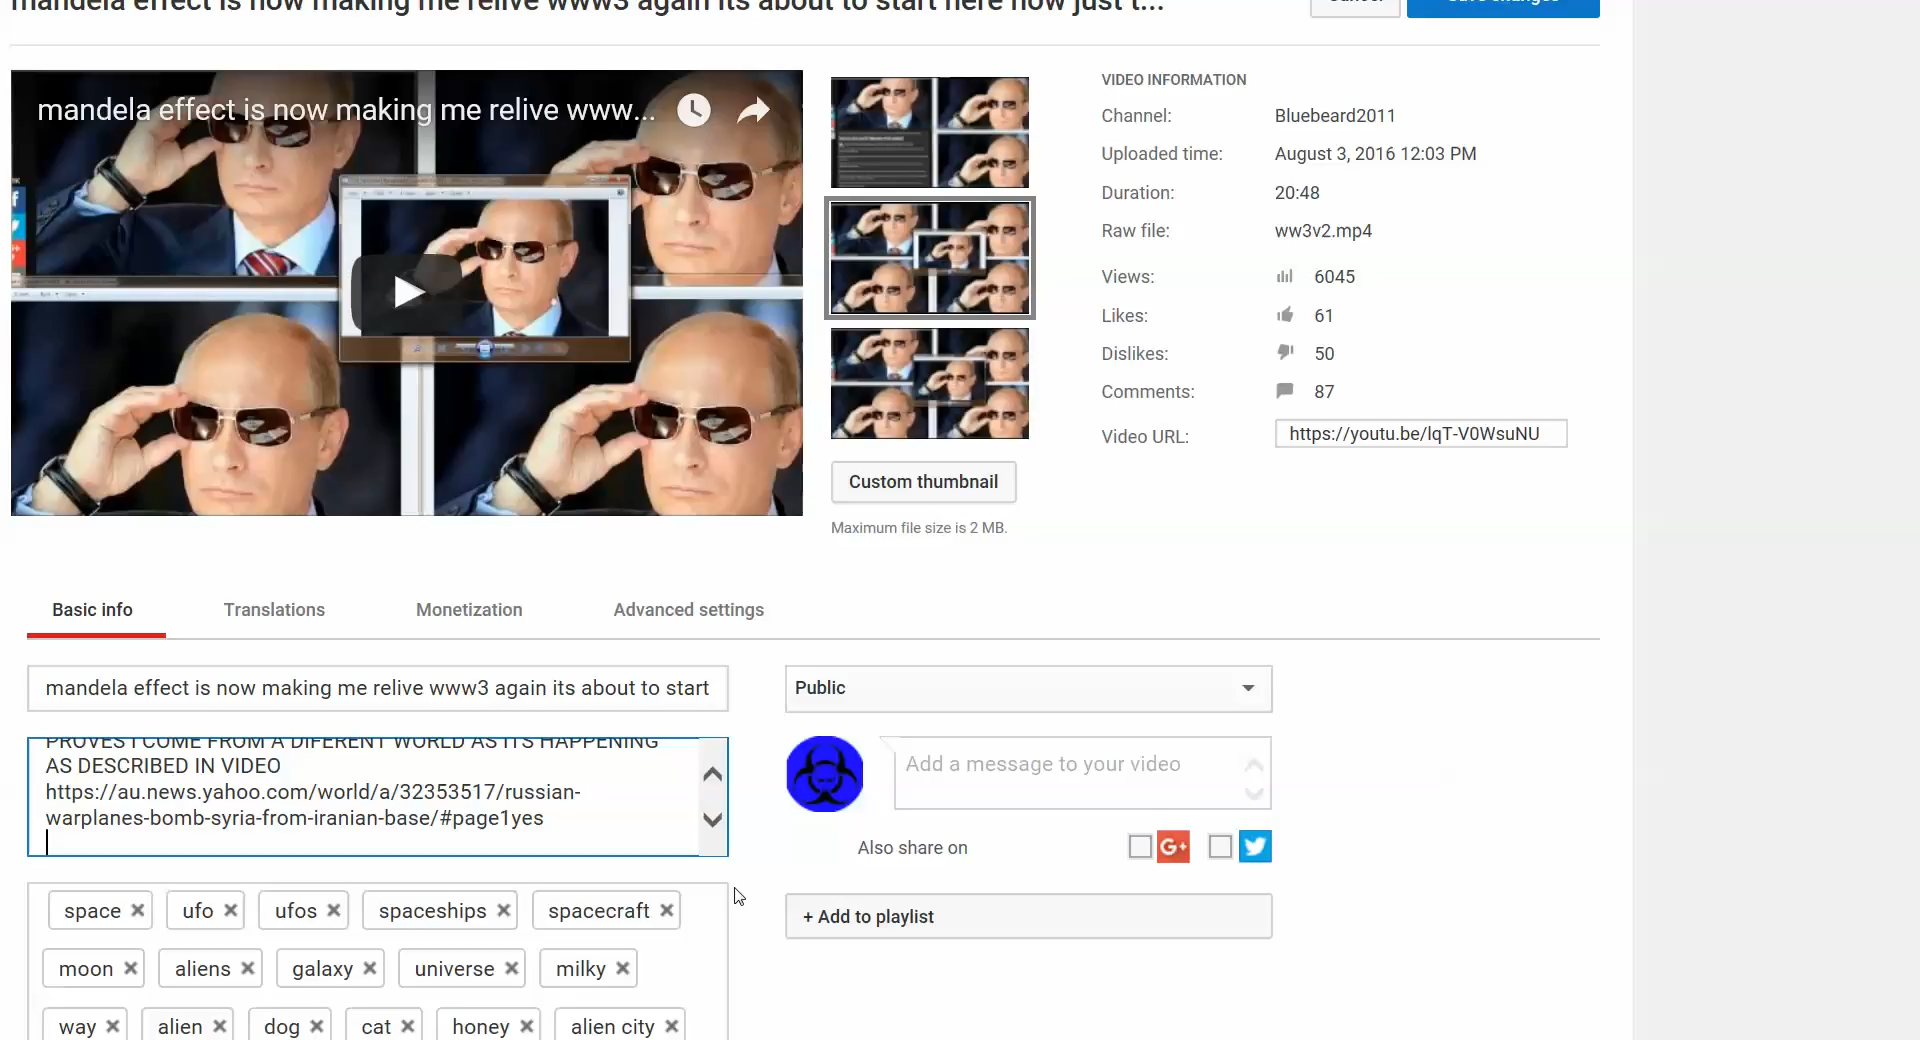 mandela effect is now making me relive www3 again its about to start here now just t...
Cancel
Save changes
mandela effect is now making me relive www...
VIDEO INFORMATION
Channel: Bluebeard2011
Uploaded time: August 3, 2016 12:03 PM
Duration: 20:48
Raw file: ww3v2.mp4
Views: 6045
Likes: 61
Dislikes: 50
Comments: 87
Video URL: https://youtu.be/lqT-V0WsuNU
Custom thumbnail
Maximum file size is 2 MB.
Basic info Translations Monetization Advanced settings
mandela effect is now making me relive www3 again its about to start
Public
PROVES I COME FROM A DIFERENT WORLD AS ITS HAPPENING
AS DESCRIBED IN VIDEO
https://au.news.yahoo.com/world/a/32353517/russian-
warplanes-bomb-syria-from-iranian-base/#page1yes
Add a message to your video
Also share on
G+
+ Add to playlist
space ufo ufos spaceships spacecraft
moon aliens galaxy universe milky
way alien dog cat honey alien city